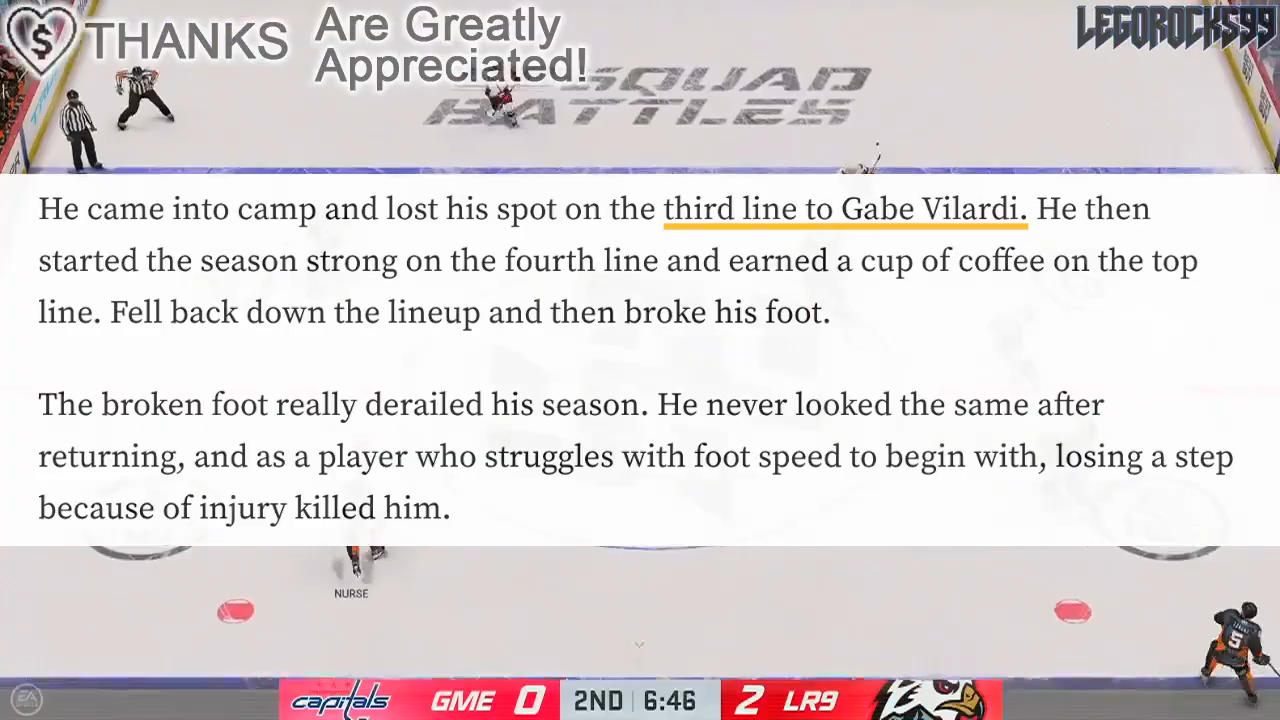 $ THANKS Are Greatly
Appreciated!
LEGOROCKS99
SQUAD
BATTLES
He came into camp and lost his spot on the third line to Gabe Vilardi. He then
started the season strong on the fourth line and earned a cup of coffee on the top
line. Fell back down the lineup and then broke his foot.
The broken foot really derailed his season. He never looked the same after
returning, and as a player who struggles with foot speed to begin with, losing a step
because of injury killed him.
NURSE
5
EA
capitals GME 0 2ND 6:46 2 LR9